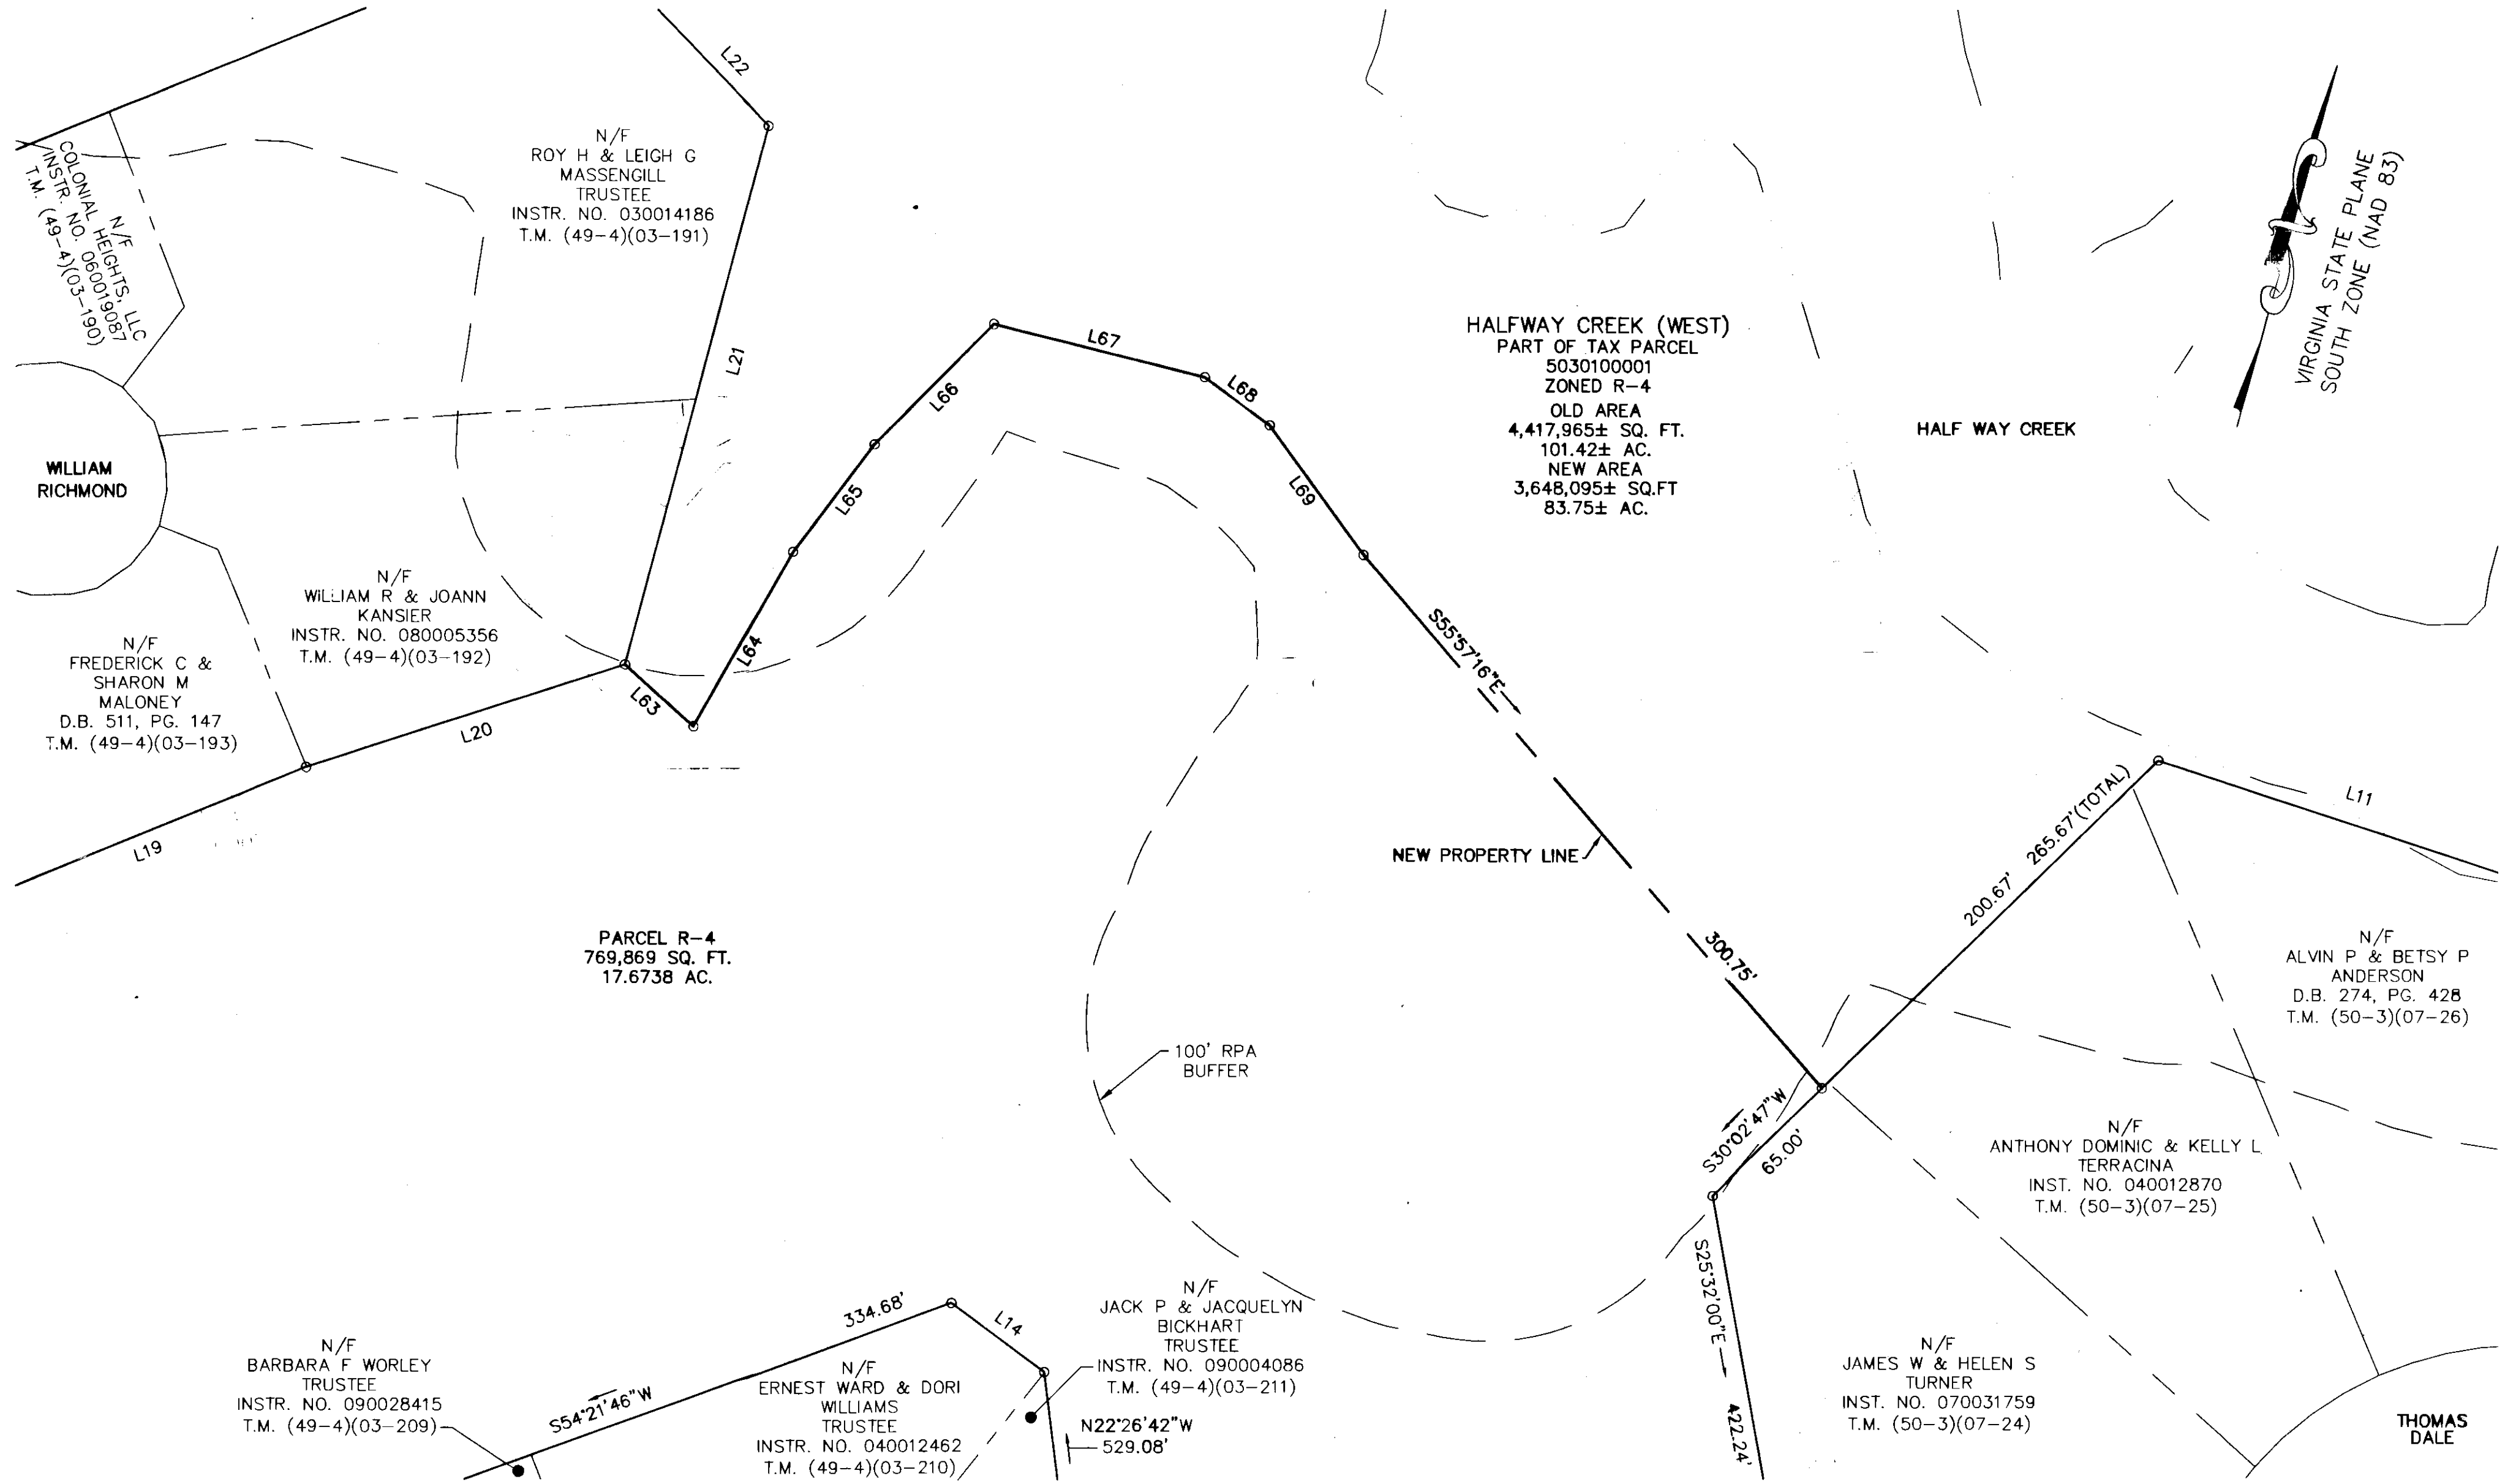 L22
N/F
ROY H & LEIGH G
MASSENGILL
TRUSTEE
INSTR. NO. 030014186
T.M. (49-4)(03-191)
N/F
COLONIAL HEIGHTS, LLC
INSTR. NO. 060019087
T.M. (49-4)(03-190)
VIRGINIA STATE PLANE
SOUTH ZONE (NAD 83)
L21
L67
L66
L68
HALFWAY CREEK (WEST)
PART OF TAX PARCEL
5030100001
ZONED R-4
OLD AREA
4,417,965± SQ. FT.
101.42± AC.
NEW AREA
3,648,095± SQ.FT
83.75± AC.
HALF WAY CREEK
WILLIAM
RICHMOND
L65
L69
N/F
WILLIAM R & JOANN
KANSIER
INSTR. NO. 080005356
T.M. (49-4)(03-192)
N/F
FREDERICK C &
SHARON M
MALONEY
D.B. 511, PG. 147
T.M. (49-4)(03-193)
L64
L63
L20
L19
S55°57'16"E
NEW PROPERTY LINE
265.67'(TOTAL)
200.67'
L11
300.75'
PARCEL R-4
769,869 SQ. FT.
17.6738 AC.
N/F
ALVIN P & BETSY P
ANDERSON
D.B. 274, PG. 428
T.M. (50-3)(07-26)
100' RPA
BUFFER
S30°02'47"W
65.00'
N/F
ANTHONY DOMINIC & KELLY L
TERRACINA
INST. NO. 040012870
T.M. (50-3)(07-25)
S25°32'00"E
422.24'
334.68'
S54°21'46"W
L14
N/F
JACK P & JACQUELYN
BICKHART
TRUSTEE
INSTR. NO. 090004086
T.M. (49-4)(03-211)
N/F
BARBARA F WORLEY
TRUSTEE
INSTR. NO. 090028415
T.M. (49-4)(03-209)
N/F
ERNEST WARD & DORI
WILLIAMS
TRUSTEE
INSTR. NO. 040012462
T.M. (49-4)(03-210)
N22°26'42"W
529.08'
N/F
JAMES W & HELEN S
TURNER
INST. NO. 070031759
T.M. (50-3)(07-24)
THOMAS
DALE